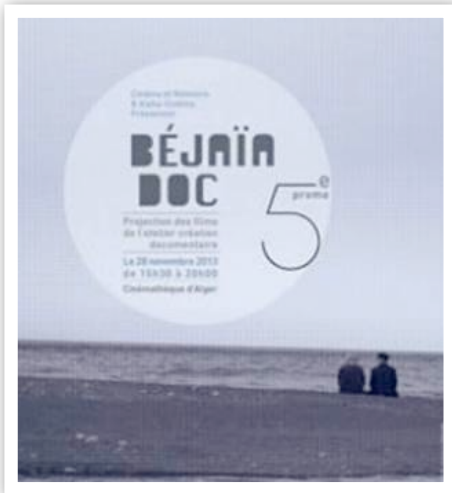 Cinéma et Mémoire
& Kaïna Cinéma
Présentent
BÉJAÏA
DOC
5e
promo
Projection des films
de l'atelier création
documentaire
Le 28 novembre 2013
de 15h30 à 20h00
Cinémathèque d'Alger